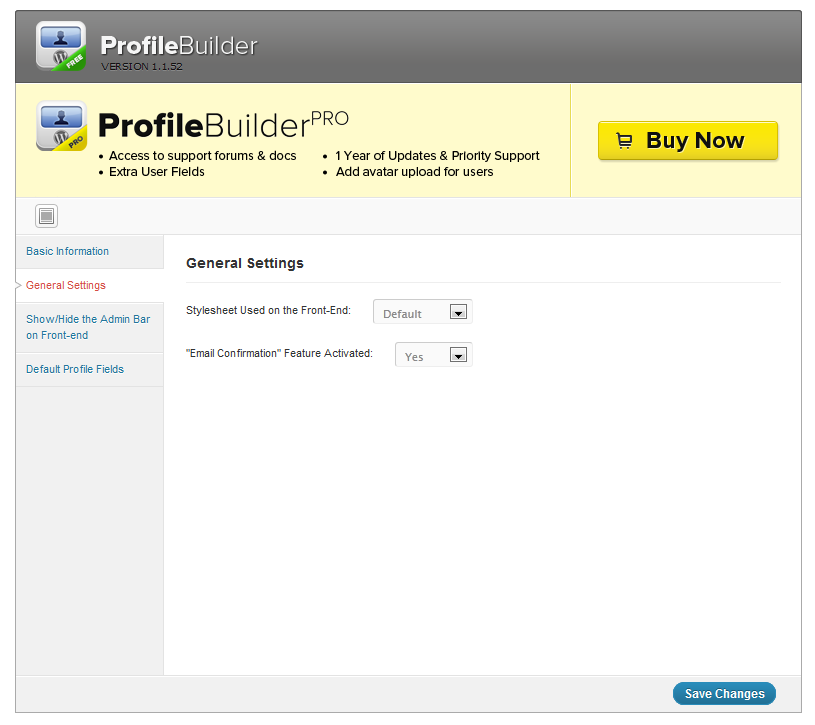 FREE
ProfileBuilder
VERSION 1.1.52
PRO
ProfileBuilderPRO
• Access to support forums & docs
• Extra User Fields
• 1 Year of Updates & Priority Support
• Add avatar upload for users
Buy Now
Basic Information
General Settings
Show/Hide the Admin Bar
on Front-end
Default Profile Fields
General Settings
Stylesheet Used on the Front-End: Default
"Email Confirmation" Feature Activated: Yes
Save Changes